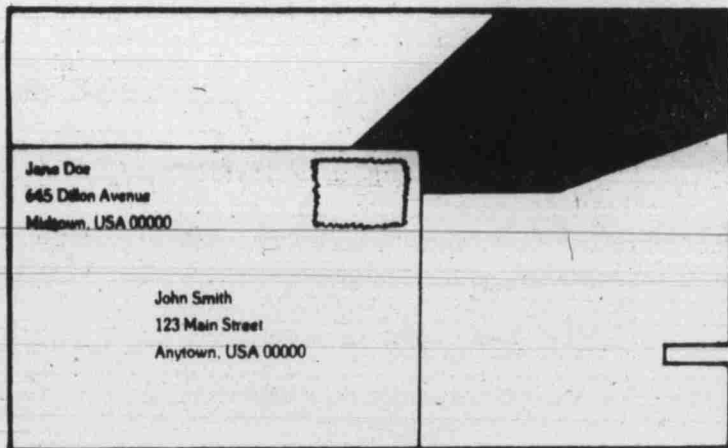 Jane Doe
645 Dillon Avenue
Midtown, USA 00000
John Smith
123 Main Street
Anytown, USA 00000